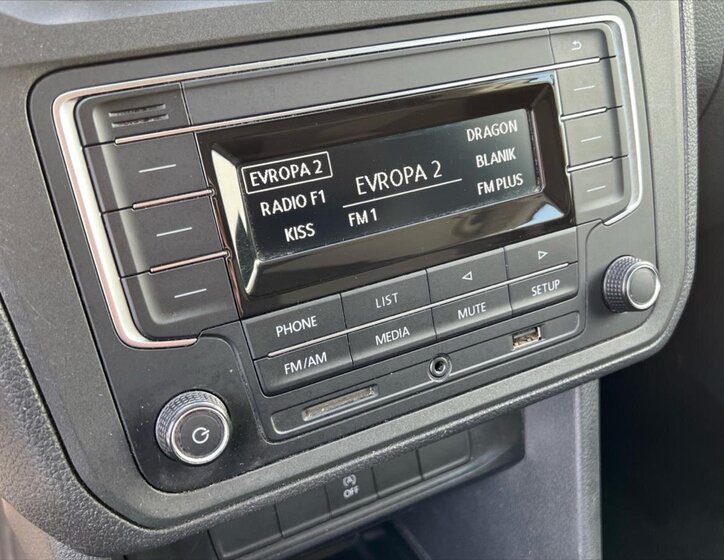 EVROPA 2
RADIO F1
KISS
EVROPA 2
FM 1
DRAGON
BLANIK
FM PLUS
PHONE
LIST
FM/AM
MEDIA
MUTE
SETUP
OFF